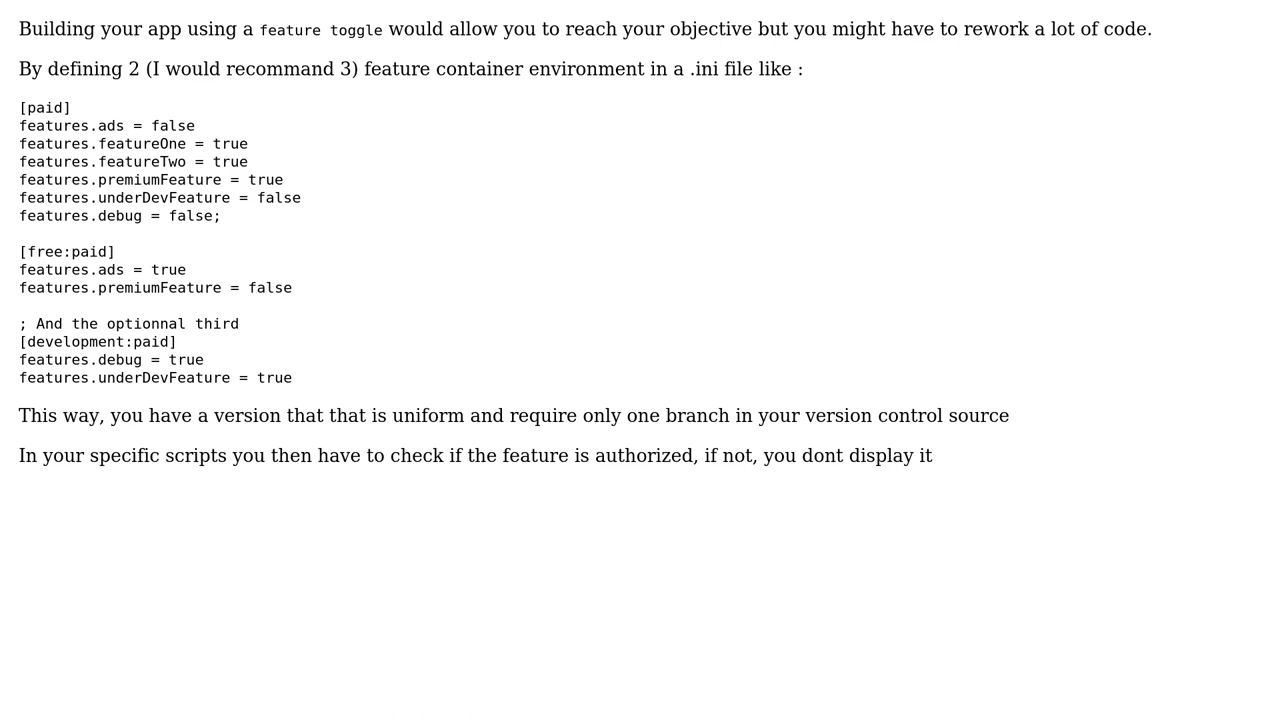 Building your app using a feature toggle would allow you to reach your objective but you might have to rework a lot of code.
By defining 2 (I would recommand 3) feature container environment in a .ini file like :
[paid]
features.ads = false
features.featureOne = true
features.featureTwo = true
features.premiumFeature = true
features.underDevFeature = false
features.debug = false;
[free:paid]
features.ads = true
features.premiumFeature = false
; And the optionnal third
[development:paid]
features.debug = true
features.underDevFeature = true
This way, you have a version that that is uniform and require only one branch in your version control source
In your specific scripts you then have to check if the feature is authorized, if not, you dont display it